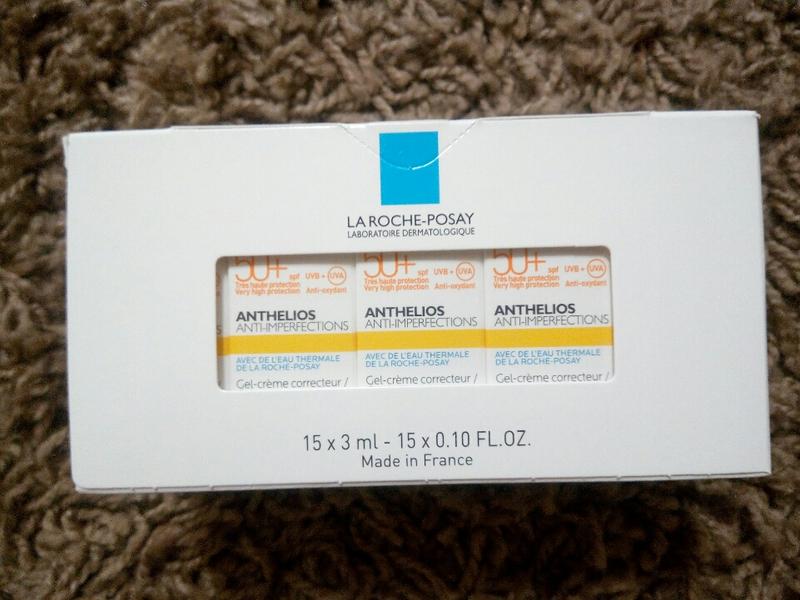 LA ROCHE-POSAY
LABORATOIRE DERMATOLOGIQUE
50+ spf UVB + UVA
Très haute protection
Very high protection Anti-oxydant
ANTHELIOS
ANTI-IMPERFECTIONS
AVEC DE L'EAU THERMALE
DE LA ROCHE-POSAY
Gel-crème correcteur /
50+ spf UVB + UVA
Très haute protection
Very high protection Anti-oxydant
ANTHELIOS
ANTI-IMPERFECTIONS
AVEC DE L'EAU THERMALE
DE LA ROCHE-POSAY
Gel-crème correcteur /
50+ spf UVB + UVA
Très haute protection
Very high protection Anti-oxydant
ANTHELIOS
ANTI-IMPERFECTIONS
AVEC DE L'EAU THERMALE
DE LA ROCHE-POSAY
Gel-crème correcteur /
15 x 3 ml - 15 x 0.10 FL.OZ.
Made in France